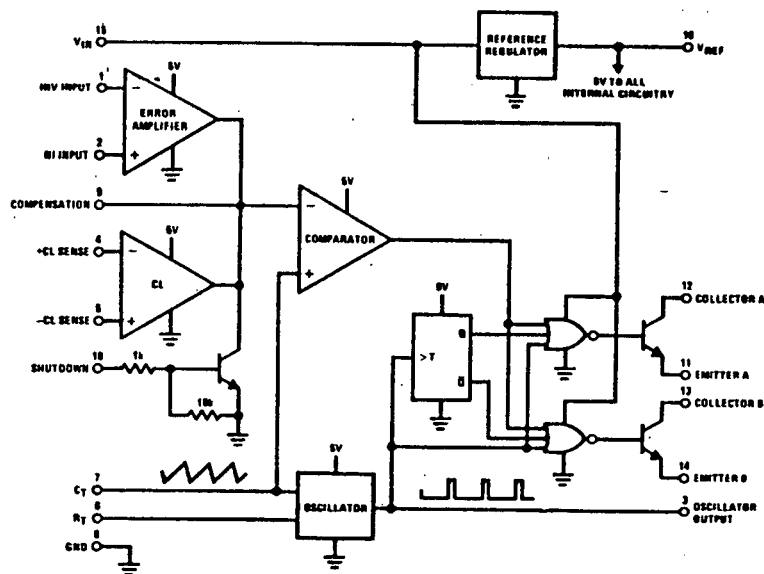 15
VIN
REFERENCE
REGULATOR
16
VREF
5V TO ALL
INTERNAL CIRCUITRY
5V
1
INV INPUT
−
ERROR
AMPLIFIER
2
NI INPUT
+
9
COMPENSATION
5V
−
COMPARATOR
+
4
+CL SENSE
5V
−
CL
5
−CL SENSE
+
10
SHUTDOWN
1k
10k
5V
>T
Q
Q̅
12
COLLECTOR A
11
EMITTER A
13
COLLECTOR B
14
EMITTER B
7
CT
5V
OSCILLATOR
6
RT
3
OSCILLATOR
OUTPUT
8
GND